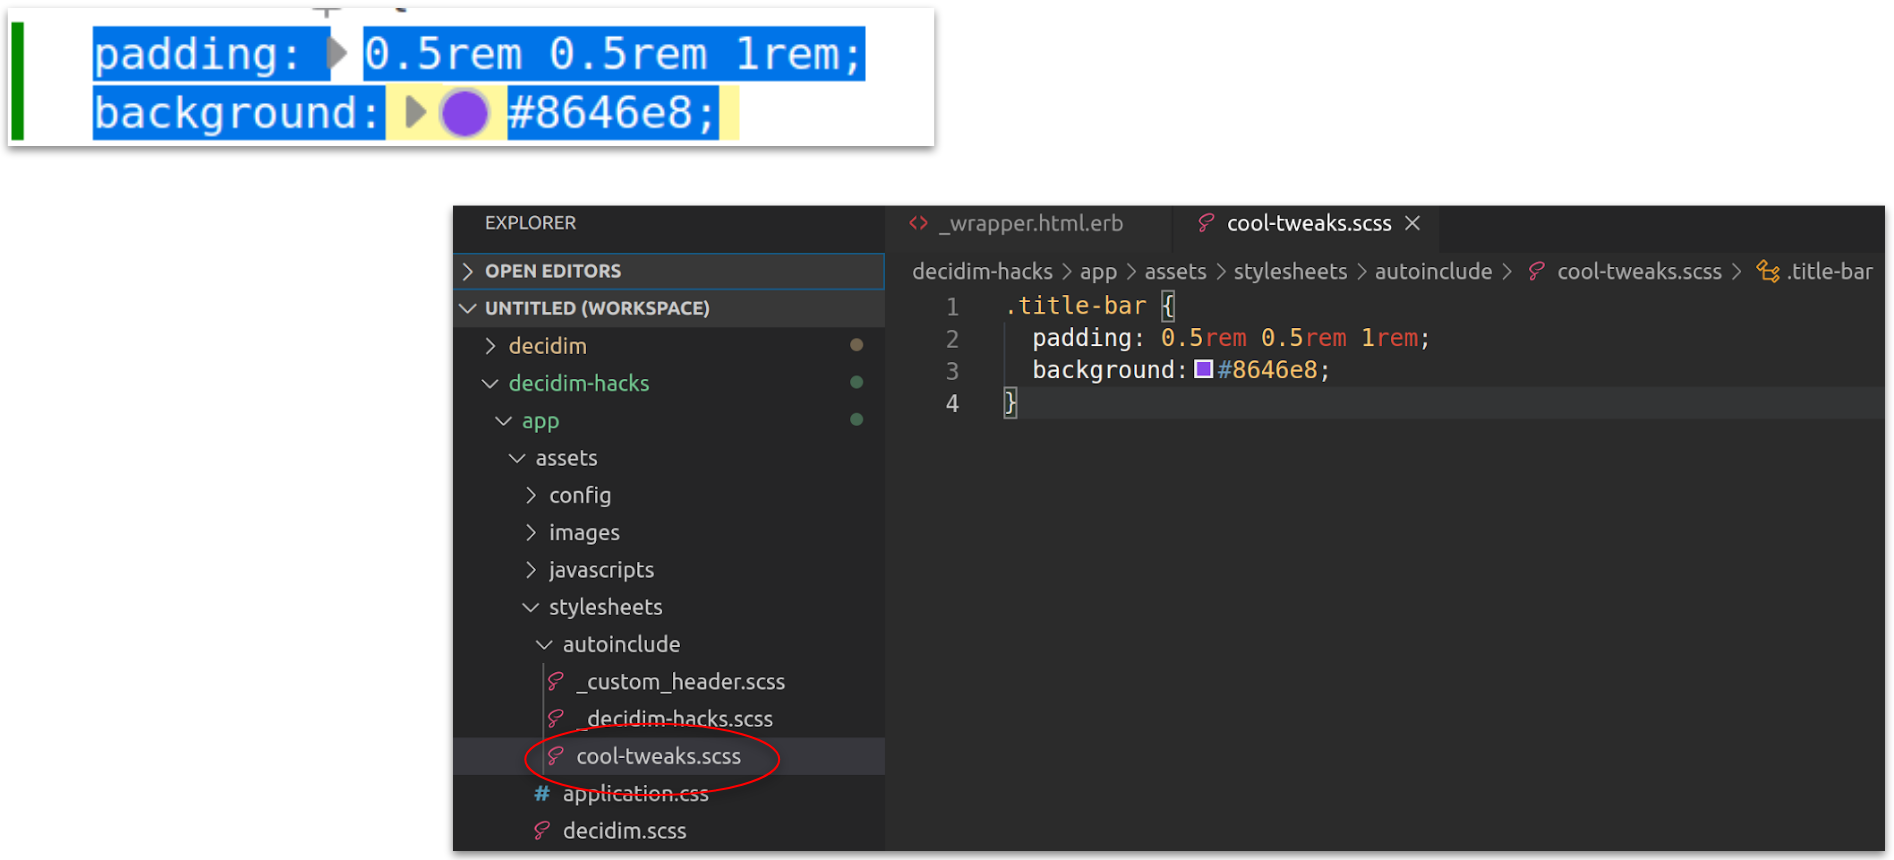 padding: 0.5rem 0.5rem 1rem;
background: #8646e8;
EXPLORER
OPEN EDITORS
UNTITLED (WORKSPACE)
decidim
decidim-hacks
app
assets
config
images
javascripts
stylesheets
autoinclude
_custom_header.scss
_decidim-hacks.scss
cool-tweaks.scss
application.css
decidim.scss
<> _wrapper.html.erb cool-tweaks.scss
decidim-hacks > app > assets > stylesheets > autoinclude > cool-tweaks.scss > .title-bar
1 .title-bar {
2 padding: 0.5rem 0.5rem 1rem;
3 background: #8646e8;
4 }